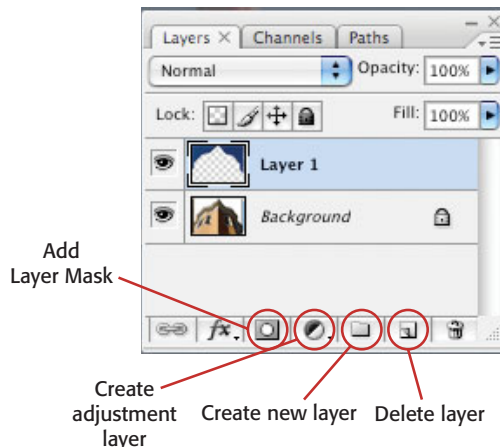 Layers × Channels Paths
Normal Opacity: 100%
Lock: Fill: 100%
Layer 1
Background
Add
Layer Mask
fx.
Create
adjustment
layer
Create new layer
Delete layer